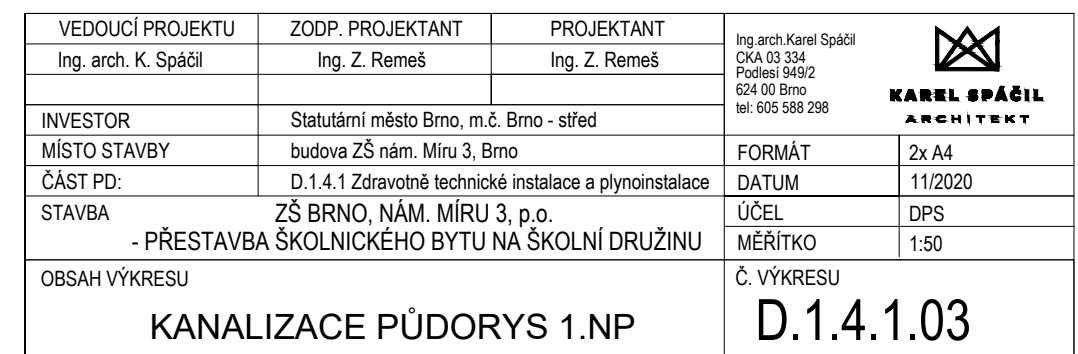 VEDOUCÍ PROJEKTU ZODP. PROJEKTANT PROJEKTANT
Ing. arch. K. Spáčil Ing. Z. Remeš Ing. Z. Remeš
Ing.arch.Karel Spáčil
CKA 03 334
Podlesí 949/2
624 00 Brno
tel: 605 588 298
KAREL SPÁČIL
ARCHITEKT
INVESTOR Statutární město Brno, m.č. Brno - střed
MÍSTO STAVBY budova ZŠ nám. Míru 3, Brno
FORMÁT 2x A4
ČÁST PD: D.1.4.1 Zdravotně technické instalace a plynoinstalace
DATUM 11/2020
STAVBA ZŠ BRNO, NÁM. MÍRU 3, p.o.
- PŘESTAVBA ŠKOLNICKÉHO BYTU NA ŠKOLNÍ DRUŽINU
ÚČEL DPS
MĚŘÍTKO 1:50
OBSAH VÝKRESU
KANALIZACE PŮDORYS 1.NP
Č. VÝKRESU
D.1.4.1.03